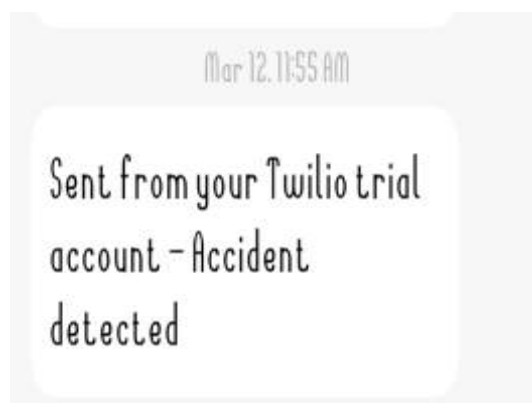 Mar 12, 11:55 AM
Sent from your Twilio trial
account - Accident
detected